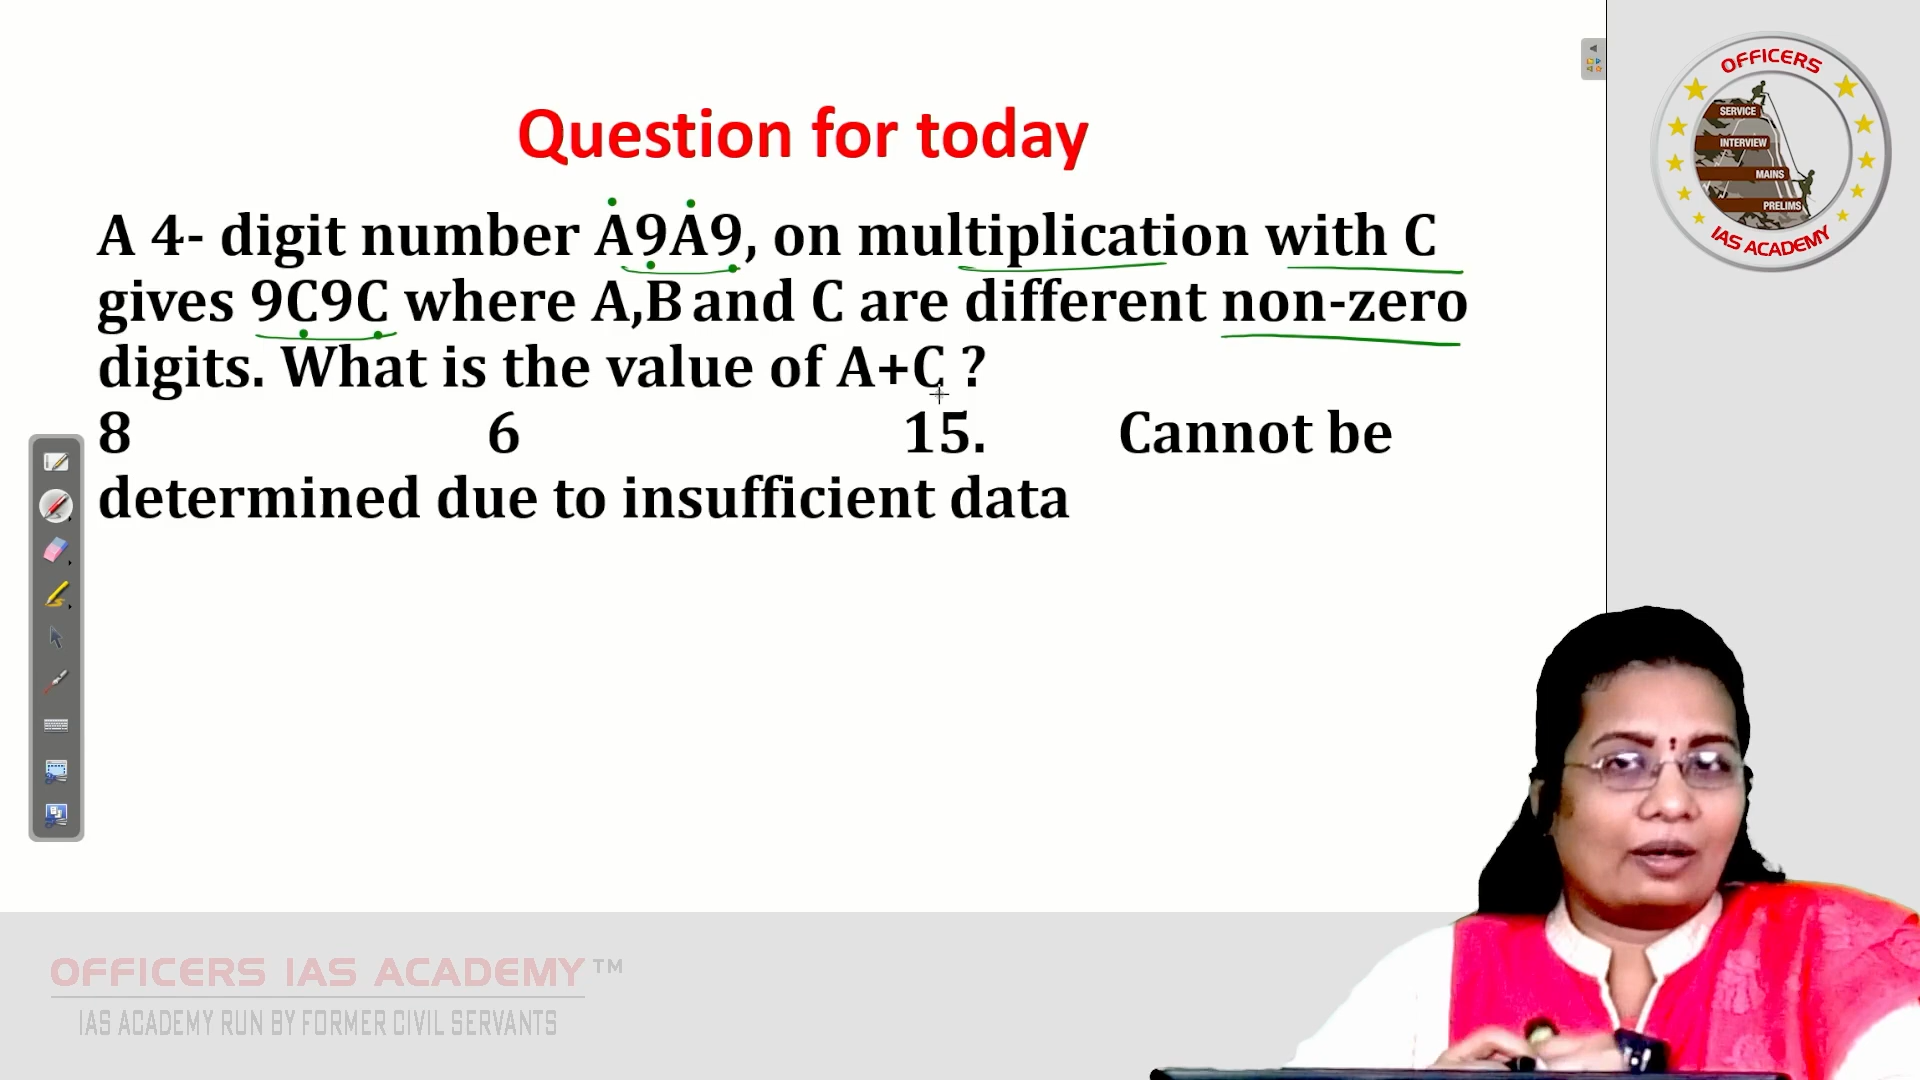 Question for today
A 4- digit number A9A9, on multiplication with C
gives 9C9C where A,B and C are different non-zero
digits. What is the value of A+C ?
8 6 15. Cannot be
determined due to insufficient data
OFFICERS
SERVICE
INTERVIEW
MAINS
PRELIMS
IAS ACADEMY
OFFICERS IAS ACADEMY™
IAS ACADEMY RUN BY FORMER CIVIL SERVANTS